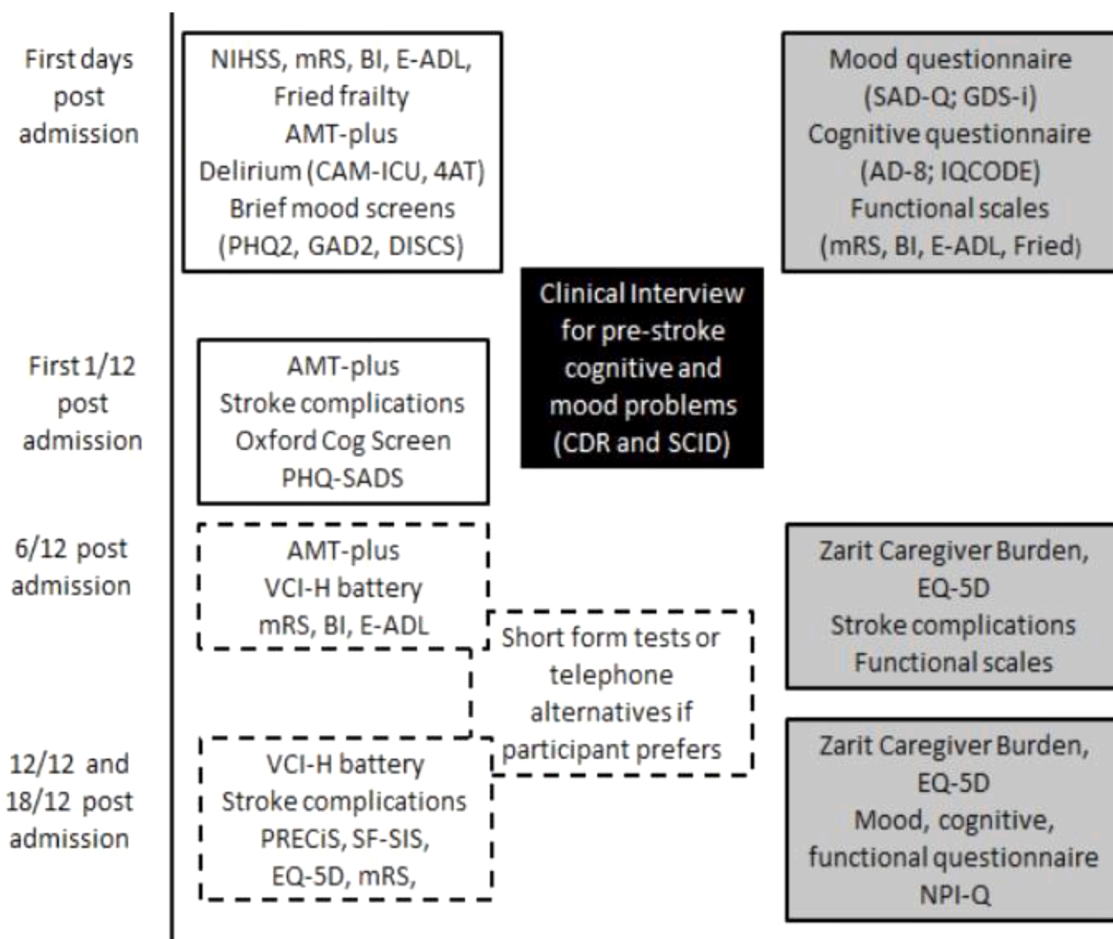 First days
post
admission
NIHSS, mRS, BI, E-ADL,
Fried frailty
AMT-plus
Delirium (CAM-ICU, 4AT)
Brief mood screens
(PHQ2, GAD2, DISCS)
Mood questionnaire
(SAD-Q; GDS-i)
Cognitive questionnaire
(AD-8; IQCODE)
Functional scales
(mRS, BI, E-ADL, Fried)
Clinical Interview
for pre-stroke
cognitive and
mood problems
(CDR and SCID)
First 1/12
post
admission
AMT-plus
Stroke complications
Oxford Cog Screen
PHQ-SADS
6/12 post
admission
AMT-plus
VCI-H battery
mRS, BI, E-ADL
Short form tests or
telephone
alternatives if
participant prefers
Zarit Caregiver Burden,
EQ-5D
Stroke complications
Functional scales
12/12 and
18/12 post
admission
VCI-H battery
Stroke complications
PRECiS, SF-SIS,
EQ-5D, mRS,
Zarit Caregiver Burden,
EQ-5D
Mood, cognitive,
functional questionnaire
NPI-Q